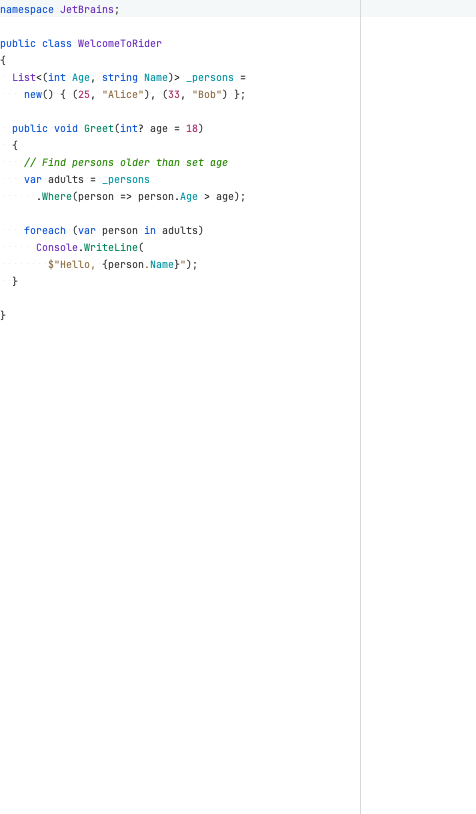 namespace JetBrains;
public class WelcomeToRider
{
List<(int Age, string Name)> _persons =
new() { (25, "Alice"), (33, "Bob") };
public void Greet(int? age = 18)
{
// Find persons older than set age
var adults = _persons
.Where(person => person.Age > age);
foreach (var person in adults)
Console.WriteLine(
$"Hello, {person.Name}");
}
}